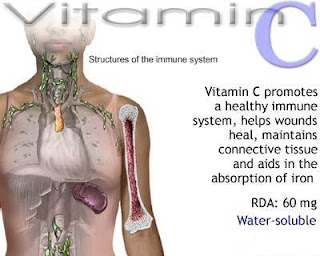 Vitamin C
Structures of the immune system
Vitamin C promotes
a healthy immune
system, helps wounds
heal, maintains
connective tissue
and aids in the
absorption of iron
RDA: 60 mg
Water-soluble